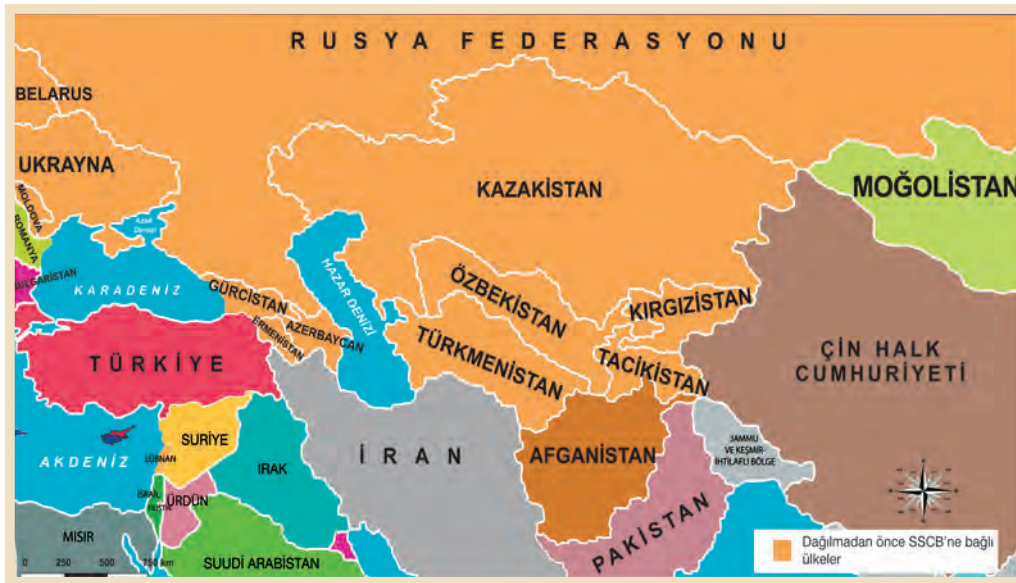 RUSYA FEDERASYONU
BELARUS
UKRAYNA
MOLDOVA
ROMANYA
BULGARİSTAN
Azak
Denizi
KARADENİZ
KAZAKİSTAN
MOĞOLİSTAN
HAZAR DENİZİ
GÜRCİSTAN
ERMENİSTAN
AZERBAYCAN
ÖZBEKİSTAN
TÜRKMENİSTAN
KIRGIZİSTAN
TACİKİSTAN
ÇİN HALK
CUMHURİYETİ
TÜRKİYE
AKDENİZ
SURİYE
LÜBNAN
İSRAİL
ÜRDÜN
IRAK
İRAN
AFGANİSTAN
PAKİSTAN
JAMMU
VE KEŞMİR-
İHTİLAFLI BÖLGE
MISIR
SUUDİ ARABİSTAN
0 250 500 750 km
Dağılmadan önce SSCB'ne bağlı
ülkeler